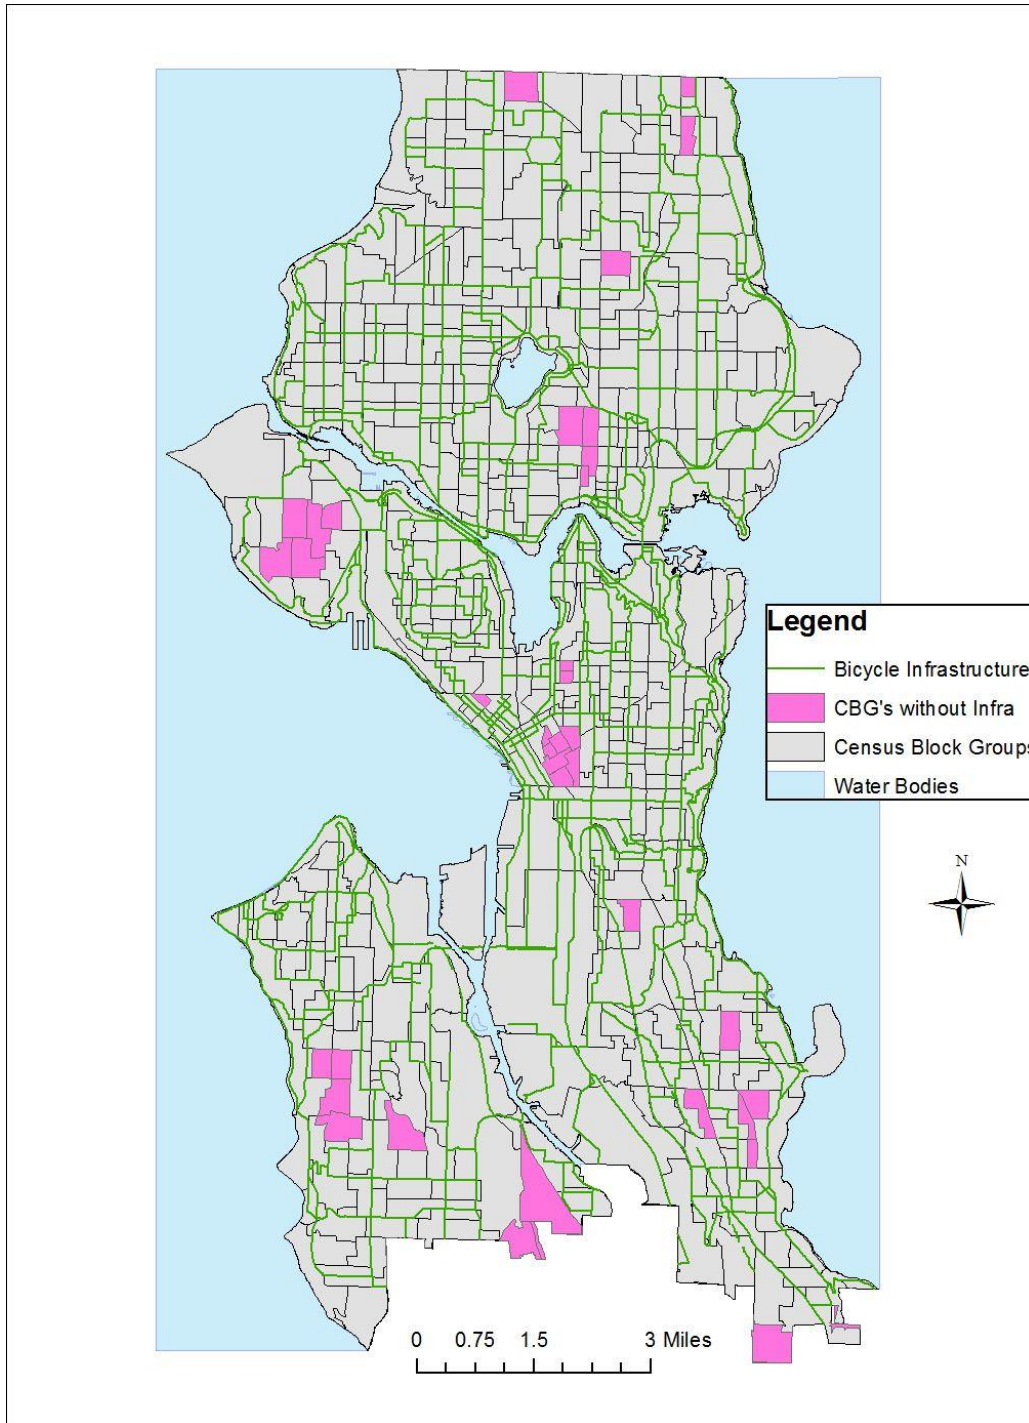 Legend
Bicycle Infrastructure
CBG's without Infra
Census Block Groups
Water Bodies
N
0 0.75 1.5 3 Miles